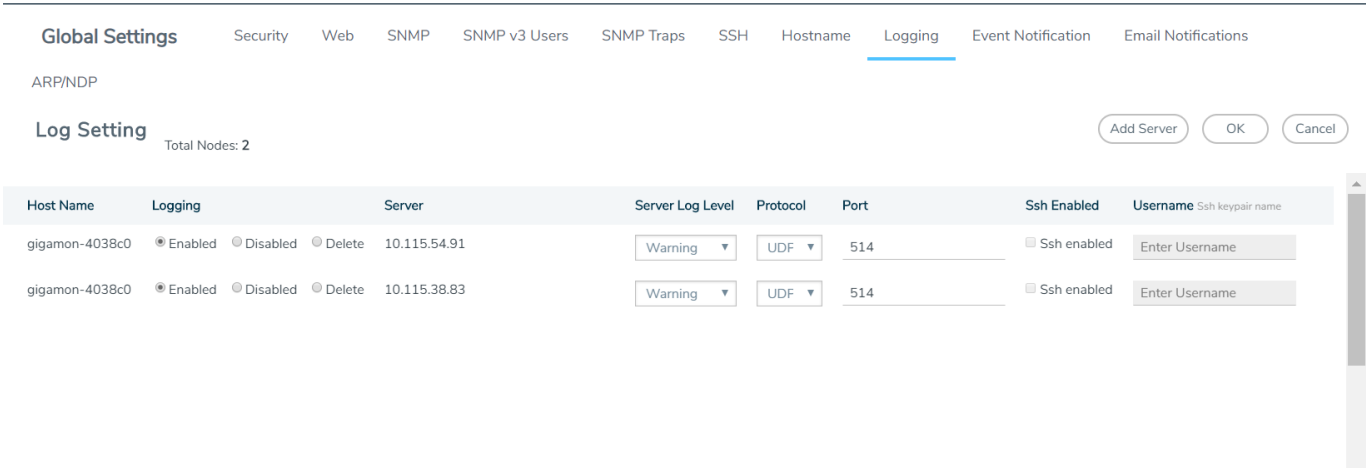 Global Settings Security Web SNMP SNMP v3 Users SNMP Traps SSH Hostname Logging Event Notification Email Notifications
ARP/NDP
Log Setting Total Nodes: 2 Add Server OK Cancel
Host Name Logging Server Server Log Level Protocol Port Ssh Enabled Username Ssh keypair name
gigamon-4038c0 Enabled Disabled Delete 10.115.54.91 Warning UDF 514 Ssh enabled Enter Username
gigamon-4038c0 Enabled Disabled Delete 10.115.38.83 Warning UDF 514 Ssh enabled Enter Username